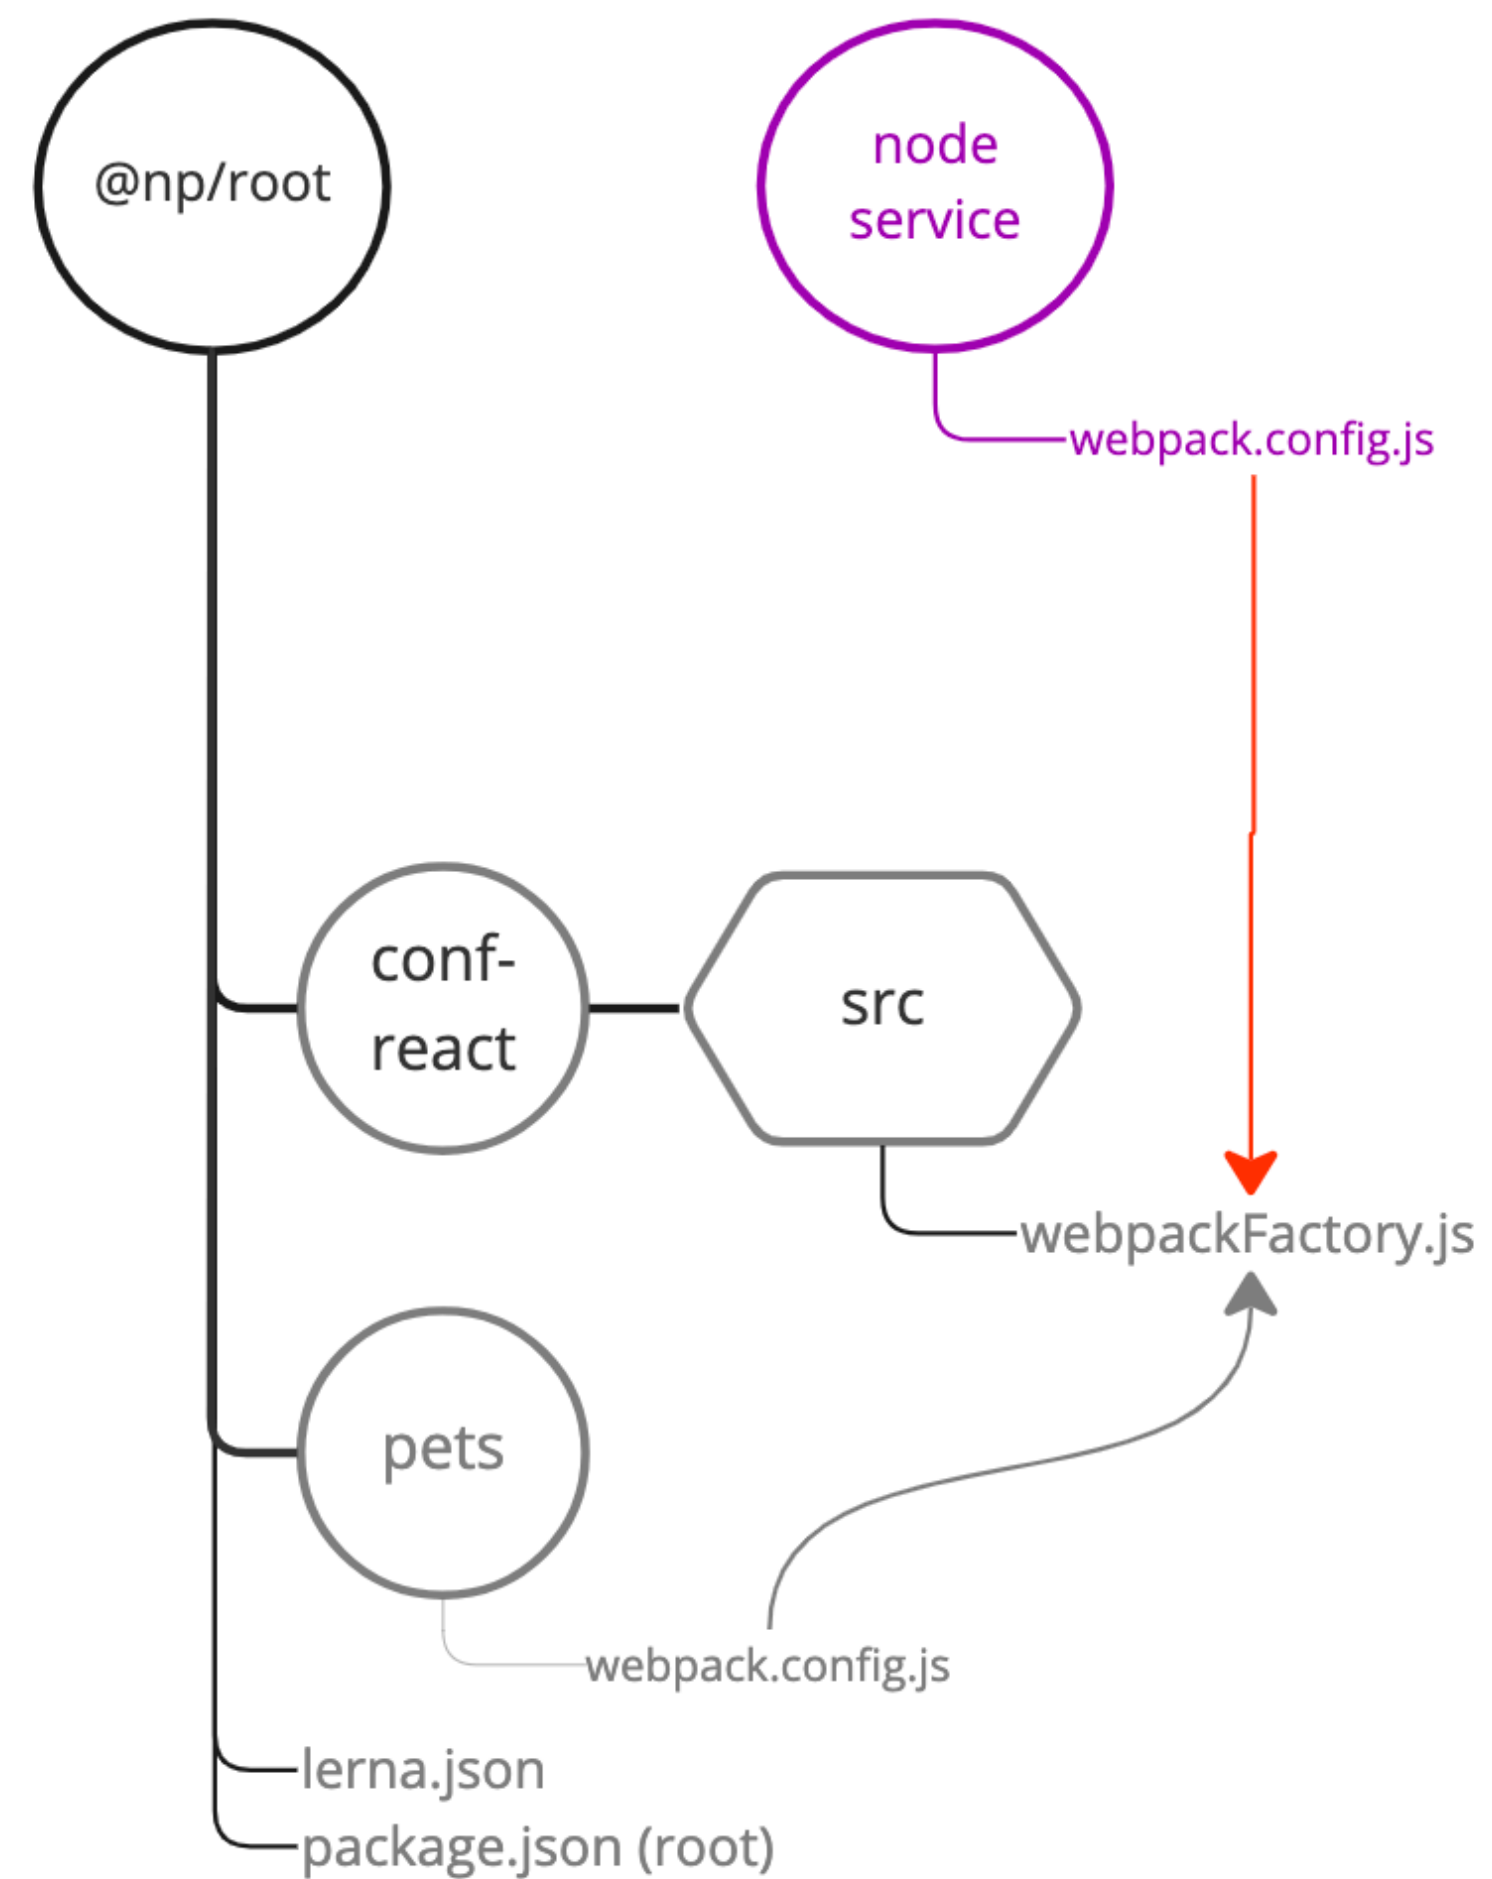 @np/root
node
service
webpack.config.js
conf-
react
src
webpackFactory.js
pets
webpack.config.js
lerna.json
package.json (root)